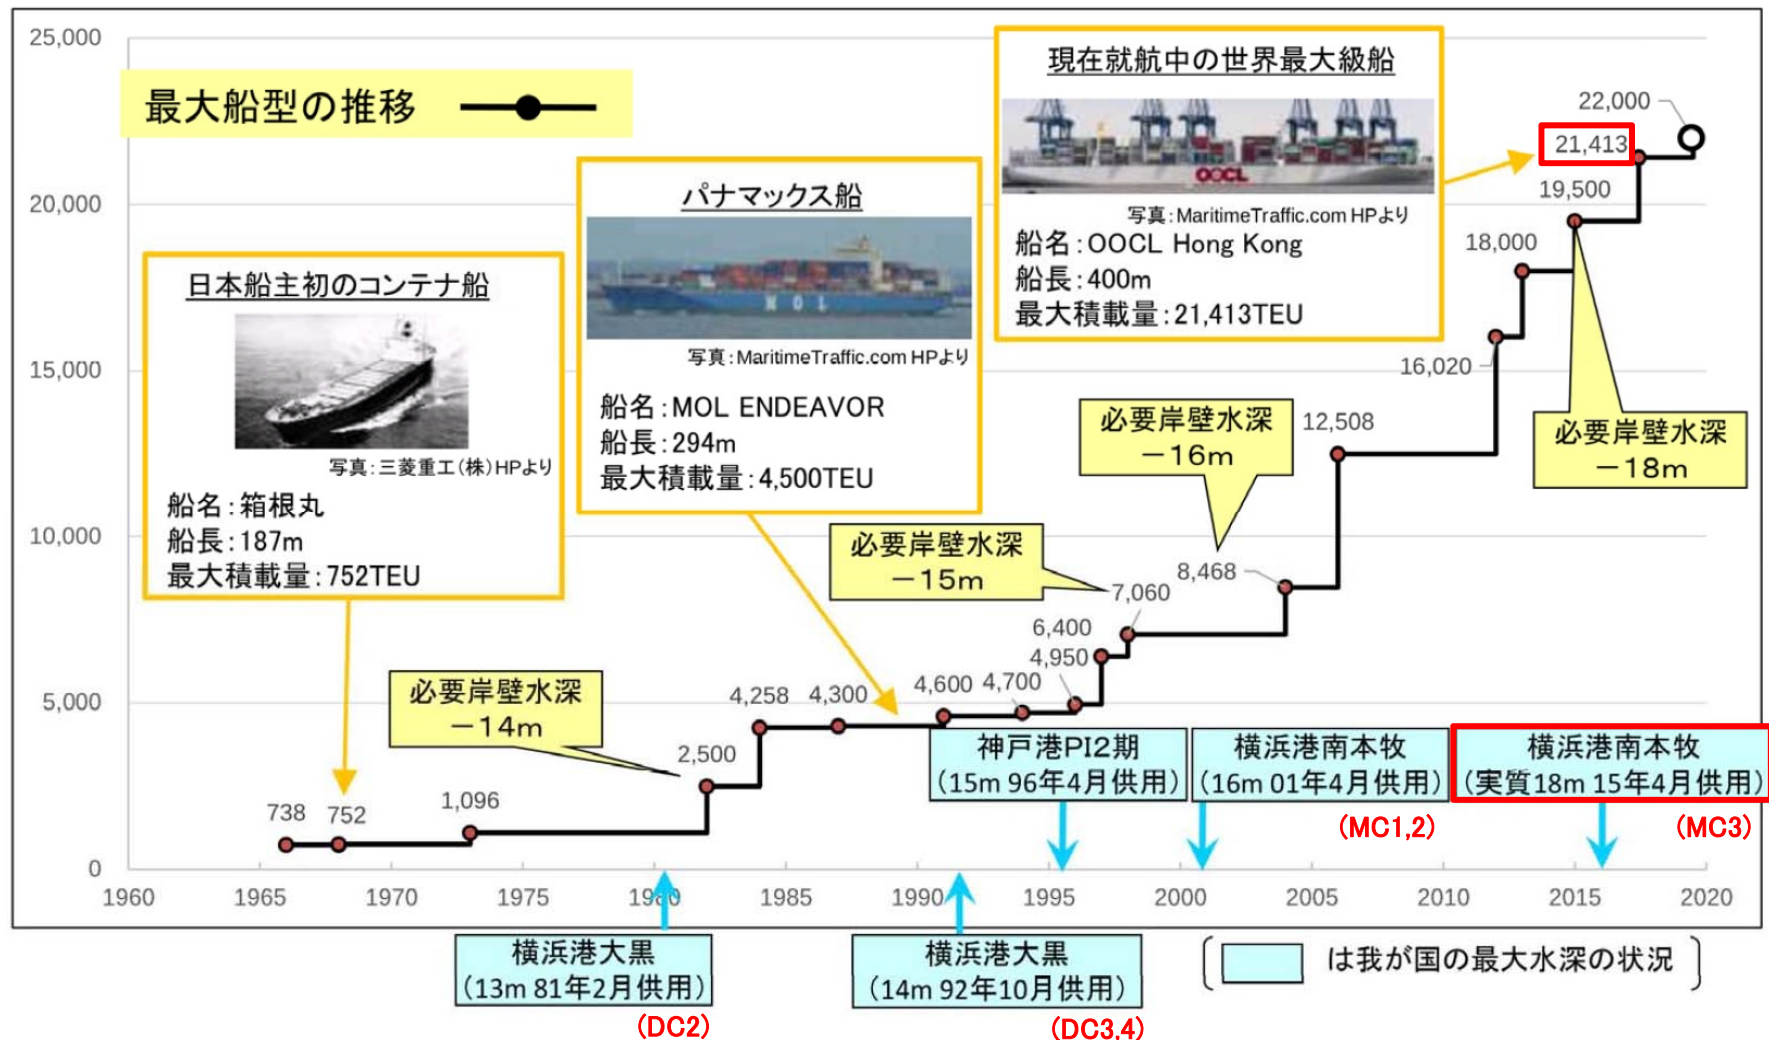 25,000
20,000
15,000
10,000
5,000
0
最大船型の推移
現在就航中の世界最大級船
OOCL
写真：MaritimeTraffic.com HPより
船名：OOCL Hong Kong
船長：400m
最大積載量：21,413TEU
パナマックス船
MOL
写真：MaritimeTraffic.com HPより
船名：MOL ENDEAVOR
船長：294m
最大積載量：4,500TEU
日本船主初のコンテナ船
写真：三菱重工（株）HPより
船名：箱根丸
船長：187m
最大積載量：752TEU
738
752
1,096
2,500
4,258
4,300
4,600
4,700
4,950
6,400
7,060
8,468
12,508
16,020
18,000
19,500
21,413
22,000
必要岸壁水深
－14m
必要岸壁水深
－15m
必要岸壁水深
－16m
必要岸壁水深
－18m
神戸港PI2期
（15m 96年4月供用）
横浜港南本牧
（16m 01年4月供用）
(MC1,2)
横浜港南本牧
（実質18m 15年4月供用）
(MC3)
1960
1965
1970
1975
1980
1985
1990
1995
2000
2005
2010
2015
2020
横浜港大黒
（13m 81年2月供用）
(DC2)
横浜港大黒
（14m 92年10月供用）
(DC3,4)
は我が国の最大水深の状況